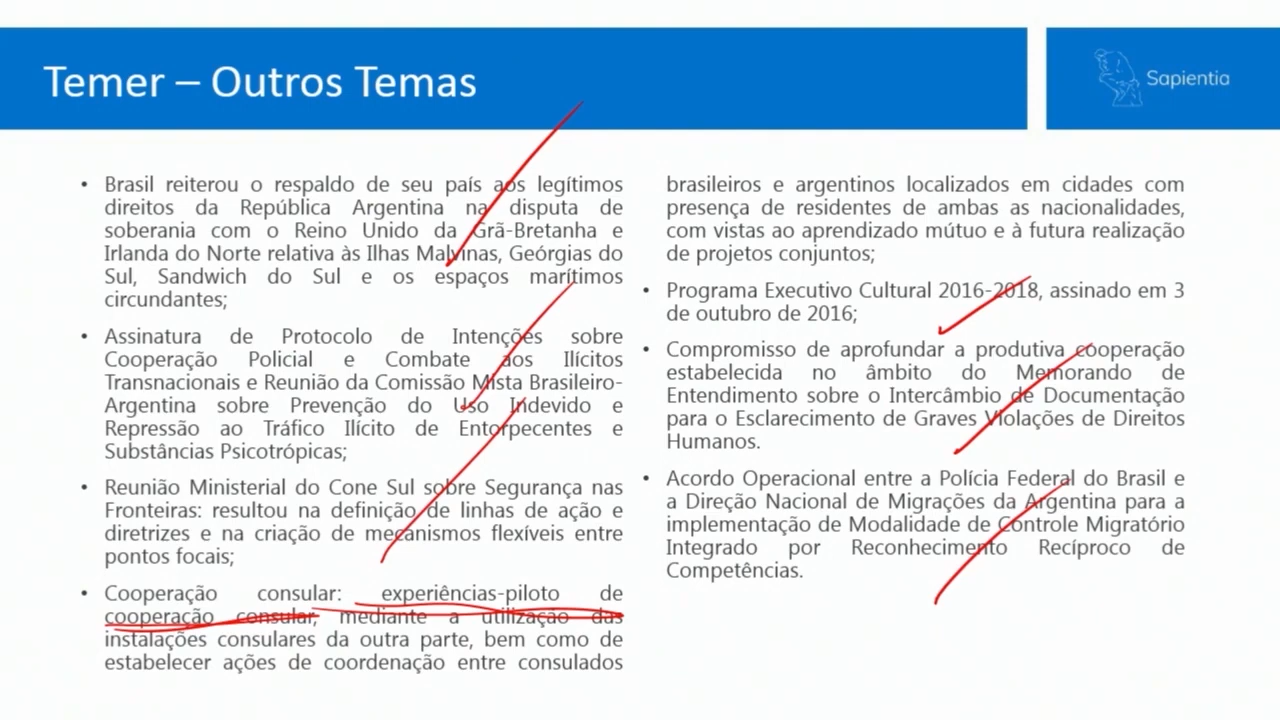 Temer – Outros Temas
Sapientia
• Brasil reiterou o respaldo de seu país aos legítimos
direitos da República Argentina na disputa de
soberania com o Reino Unido da Grã-Bretanha e
Irlanda do Norte relativa às Ilhas Malvinas, Geórgias do
Sul, Sandwich do Sul e os espaços marítimos
circundantes;
• Assinatura de Protocolo de Intenções sobre
Cooperação Policial e Combate aos Ilícitos
Transnacionais e Reunião da Comissão Mista Brasileiro-
Argentina sobre Prevenção do Uso Indevido e
Repressão ao Tráfico Ilícito de Entorpecentes e
Substâncias Psicotrópicas;
• Reunião Ministerial do Cone Sul sobre Segurança nas
Fronteiras: resultou na definição de linhas de ação e
diretrizes e na criação de mecanismos flexíveis entre
pontos focais;
• Cooperação consular: experiências-piloto de
cooperação consular, mediante a utilização das
instalações consulares da outra parte, bem como de
estabelecer ações de coordenação entre consulados
brasileiros e argentinos localizados em cidades com
presença de residentes de ambas as nacionalidades,
com vistas ao aprendizado mútuo e à futura realização
de projetos conjuntos;
• Programa Executivo Cultural 2016-2018, assinado em 3
de outubro de 2016;
• Compromisso de aprofundar a produtiva cooperação
estabelecida no âmbito do Memorando de
Entendimento sobre o Intercâmbio de Documentação
para o Esclarecimento de Graves Violações de Direitos
Humanos.
• Acordo Operacional entre a Polícia Federal do Brasil e
a Direção Nacional de Migrações da Argentina para a
implementação de Modalidade de Controle Migratório
Integrado por Reconhecimento Recíproco de
Competências.